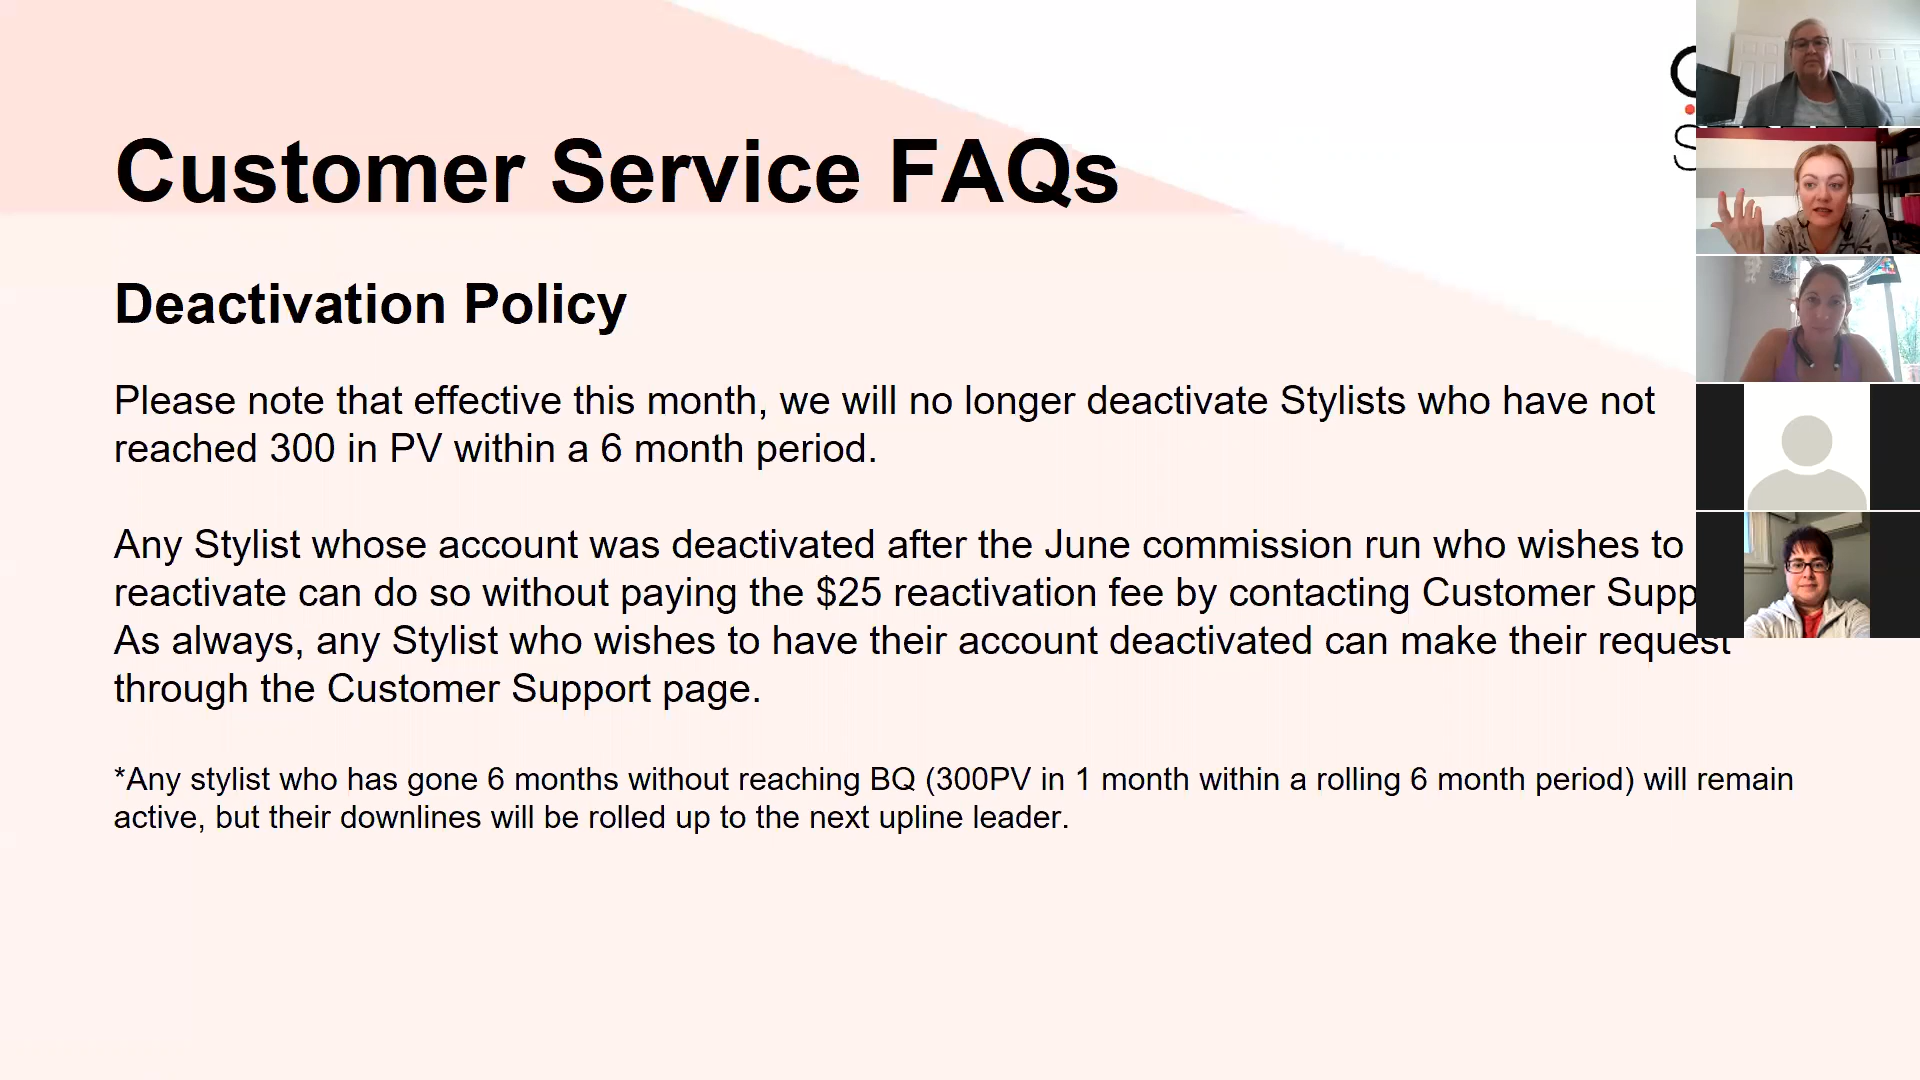 Customer Service FAQs
Deactivation Policy
Please note that effective this month, we will no longer deactivate Stylists who have not
reached 300 in PV within a 6 month period.
Any Stylist whose account was deactivated after the June commission run who wishes to
reactivate can do so without paying the $25 reactivation fee by contacting Customer Supp
As always, any Stylist who wishes to have their account deactivated can make their request
through the Customer Support page.
*Any stylist who has gone 6 months without reaching BQ (300PV in 1 month within a rolling 6 month period) will remain
active, but their downlines will be rolled up to the next upline leader.